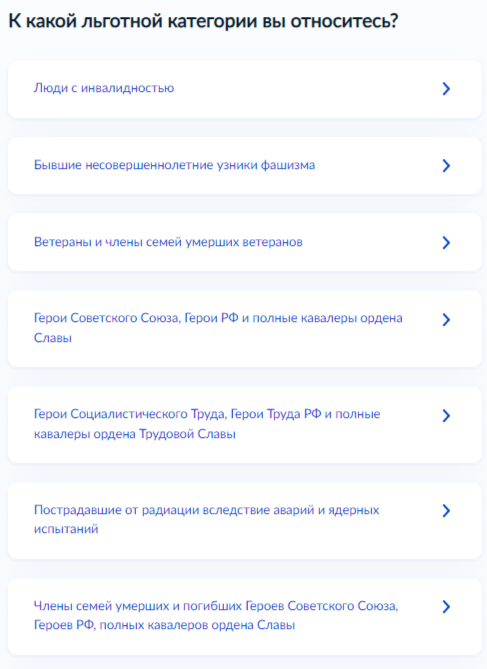 К какой льготной категории вы относитесь?
Люди с инвалидностью
Бывшие несовершеннолетние узники фашизма
Ветераны и члены семей умерших ветеранов
Герои Советского Союза, Герои РФ и полные кавалеры ордена
Славы
Герои Социалистического Труда, Герои Труда РФ и полные
кавалеры ордена Трудовой Славы
Пострадавшие от радиации вследствие аварий и ядерных
испытаний
Члены семей умерших и погибших Героев Советского Союза,
Героев РФ, полных кавалеров ордена Славы